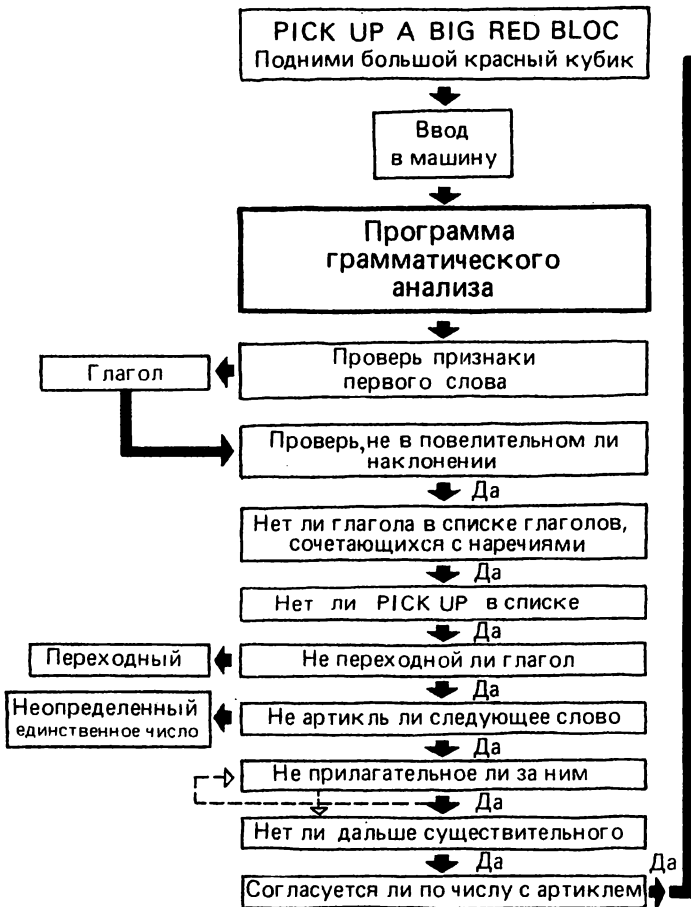 PICK UP A BIG RED BLOC
Подними большой красный кубик
Ввод
в машину
Программа
грамматического
анализа
Проверь признаки
первого слова
Глагол
Проверь, не в повелительном ли
наклонении
Да
Нет ли глагола в списке глаголов,
сочетающихся с наречиями
Да
Нет ли PICK UP в списке
Да
Не переходной ли глагол
Переходный
Да
Не артикль ли следующее слово
Неопределенный
единственное число
Да
Не прилагательное ли за ним
Да
Нет ли дальше существительного
Да
Согласуется ли по числу с артиклем
Да